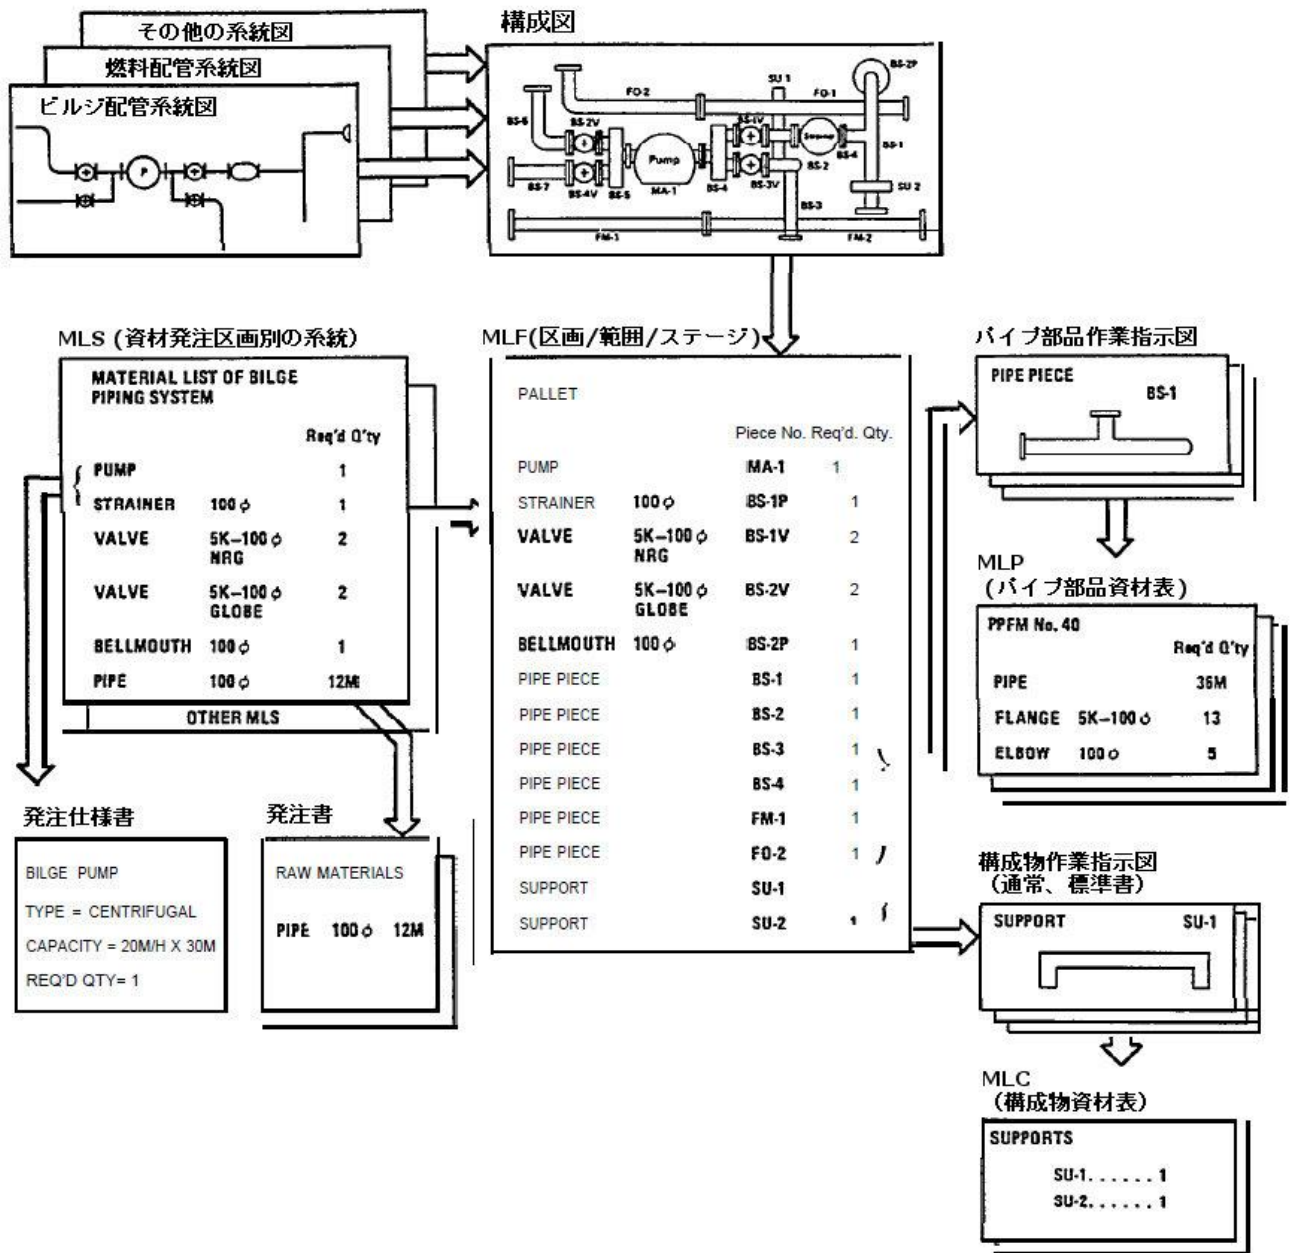 その他の系統図
燃料配管系統図
ビルジ配管系統図
P
構成図
BS-2P
SU 1
FO-2
FO-1
BS-6
BS-2V
BS-1V
BS-4
BS-1
Pump
BS-2
BS-7
BS-4V
BS-5
MA-1
BS-4
BS-3V
SU 2
BS-3
FM-1
FM-2
MLS (資材発注区画別の系統)
MATERIAL LIST OF BILGE
PIPING SYSTEM
Req'd Q'ty
PUMP 1
STRAINER 100φ 1
VALVE 5K-100φ 2
NRG
VALVE 5K-100φ 2
GLOBE
BELLMOUTH 100φ 1
PIPE 100φ 12M
OTHER MLS
発注仕様書
BILGE PUMP
TYPE = CENTRIFUGAL
CAPACITY = 20M/H X 30M
REQ'D QTY= 1
発注書
RAW MATERIALS
PIPE 100φ 12M
MLF(区画/範囲/ステージ)
PALLET
Piece No. Req'd. Qty.
PUMP MA-1 1
STRAINER 100φ BS-1P 1
VALVE 5K-100φ BS-1V 2
NRG
VALVE 5K-100φ BS-2V 2
GLOBE
BELLMOUTH 100φ BS-2P 1
PIPE PIECE BS-1 1
PIPE PIECE BS-2 1
PIPE PIECE BS-3 1
PIPE PIECE BS-4 1
PIPE PIECE FM-1 1
PIPE PIECE FO-2 1
SUPPORT SU-1
SUPPORT SU-2 1
パイプ部品作業指示図
PIPE PIECE
BS-1
MLP
(パイプ部品資材表)
PPFM No. 40
Req'd Q'ty
PIPE 36M
FLANGE 5K-100φ 13
ELBOW 100φ 5
構成物作業指示図
(通常、標準書)
SUPPORT SU-1
MLC
(構成物資材表)
SUPPORTS
SU-1...... 1
SU-2...... 1